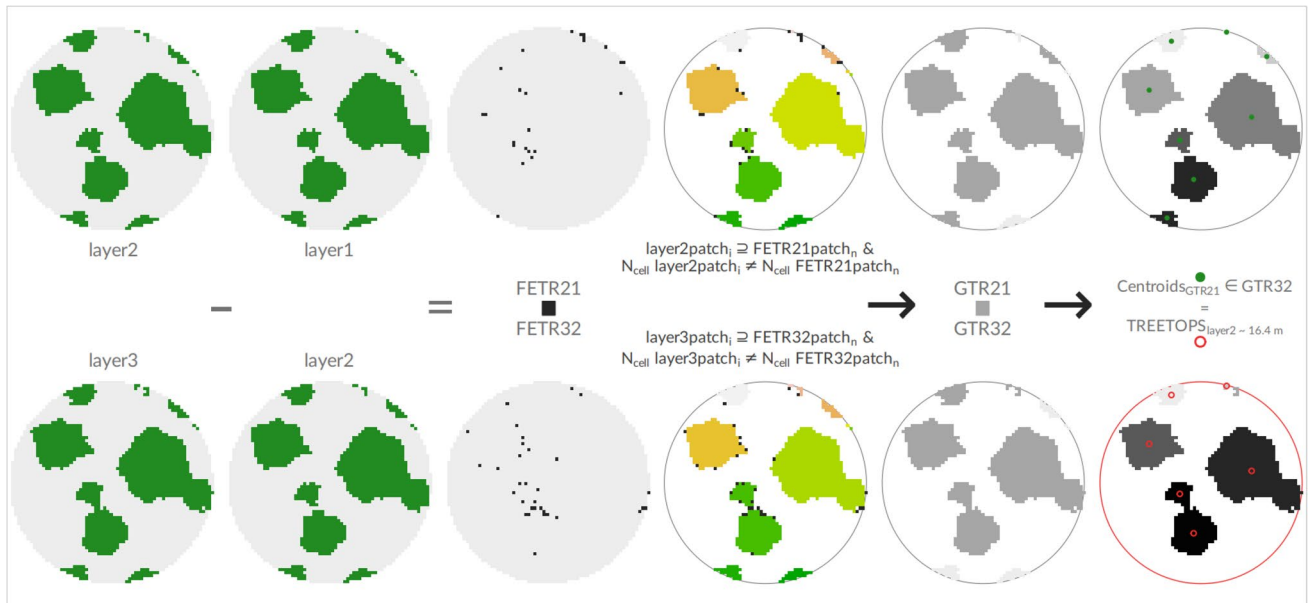 layer2
layer1
layer2patchᵢ ⊇ FETR21patchₙ &
N_cell layer2patchᵢ ≠ N_cell FETR21patchₙ
−
=
FETR21
FETR32
GTR21
GTR32
Centroids_GTR21 ∈ GTR32
=
TREETOPS_layer2 ~ 16.4 m
layer3patchᵢ ⊇ FETR32patchₙ &
N_cell layer3patchᵢ ≠ N_cell FETR32patchₙ
layer3
layer2